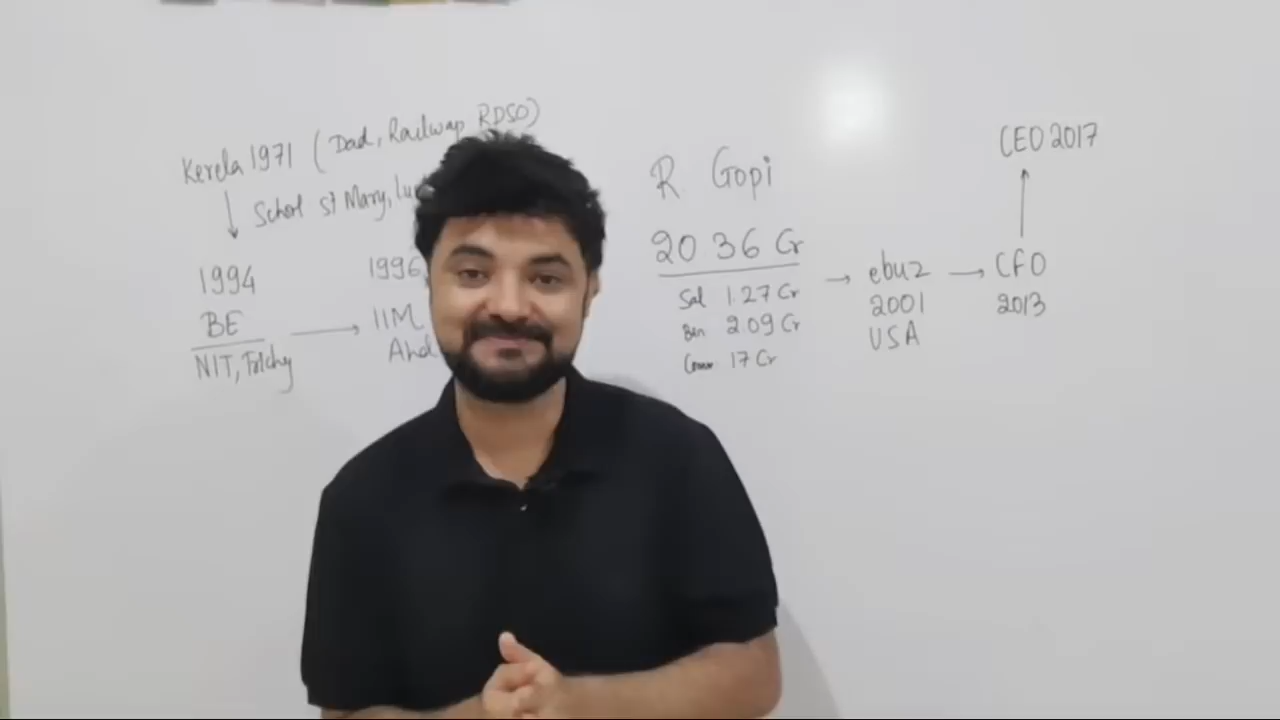 Kerela 1971 (Dad, Railway RDSO)
School St Mary,
1994
BE
NIT, Trichy
1996
IIM
R. Gopi
20.36 Cr
Sal 1.27 Cr
Ben 2.09 Cr
17 Cr
ebuz
2001
USA
CFO
2013
CEO 2017